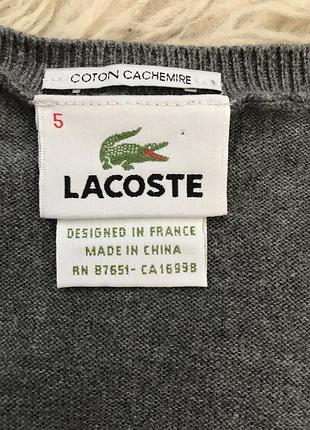 COTON CACHEMIRE
5
LACOSTE
DESIGNED IN FRANCE
MADE IN CHINA
RN 87651- CA16998